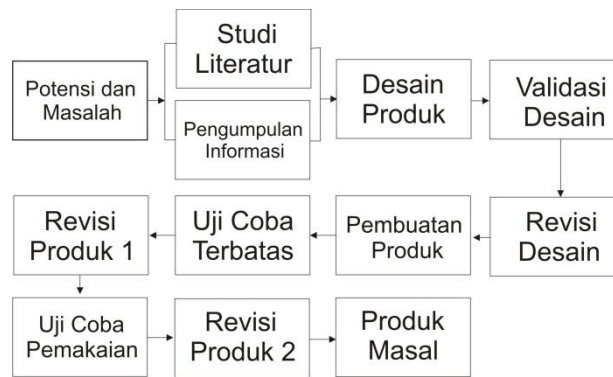 Potensi dan
Masalah
Studi
Literatur
Pengumpulan
Informasi
Desain
Produk
Validasi
Desain
Revisi
Desain
Pembuatan
Produk
Uji Coba
Terbatas
Revisi
Produk 1
Uji Coba
Pemakaian
Revisi
Produk 2
Produk
Masal